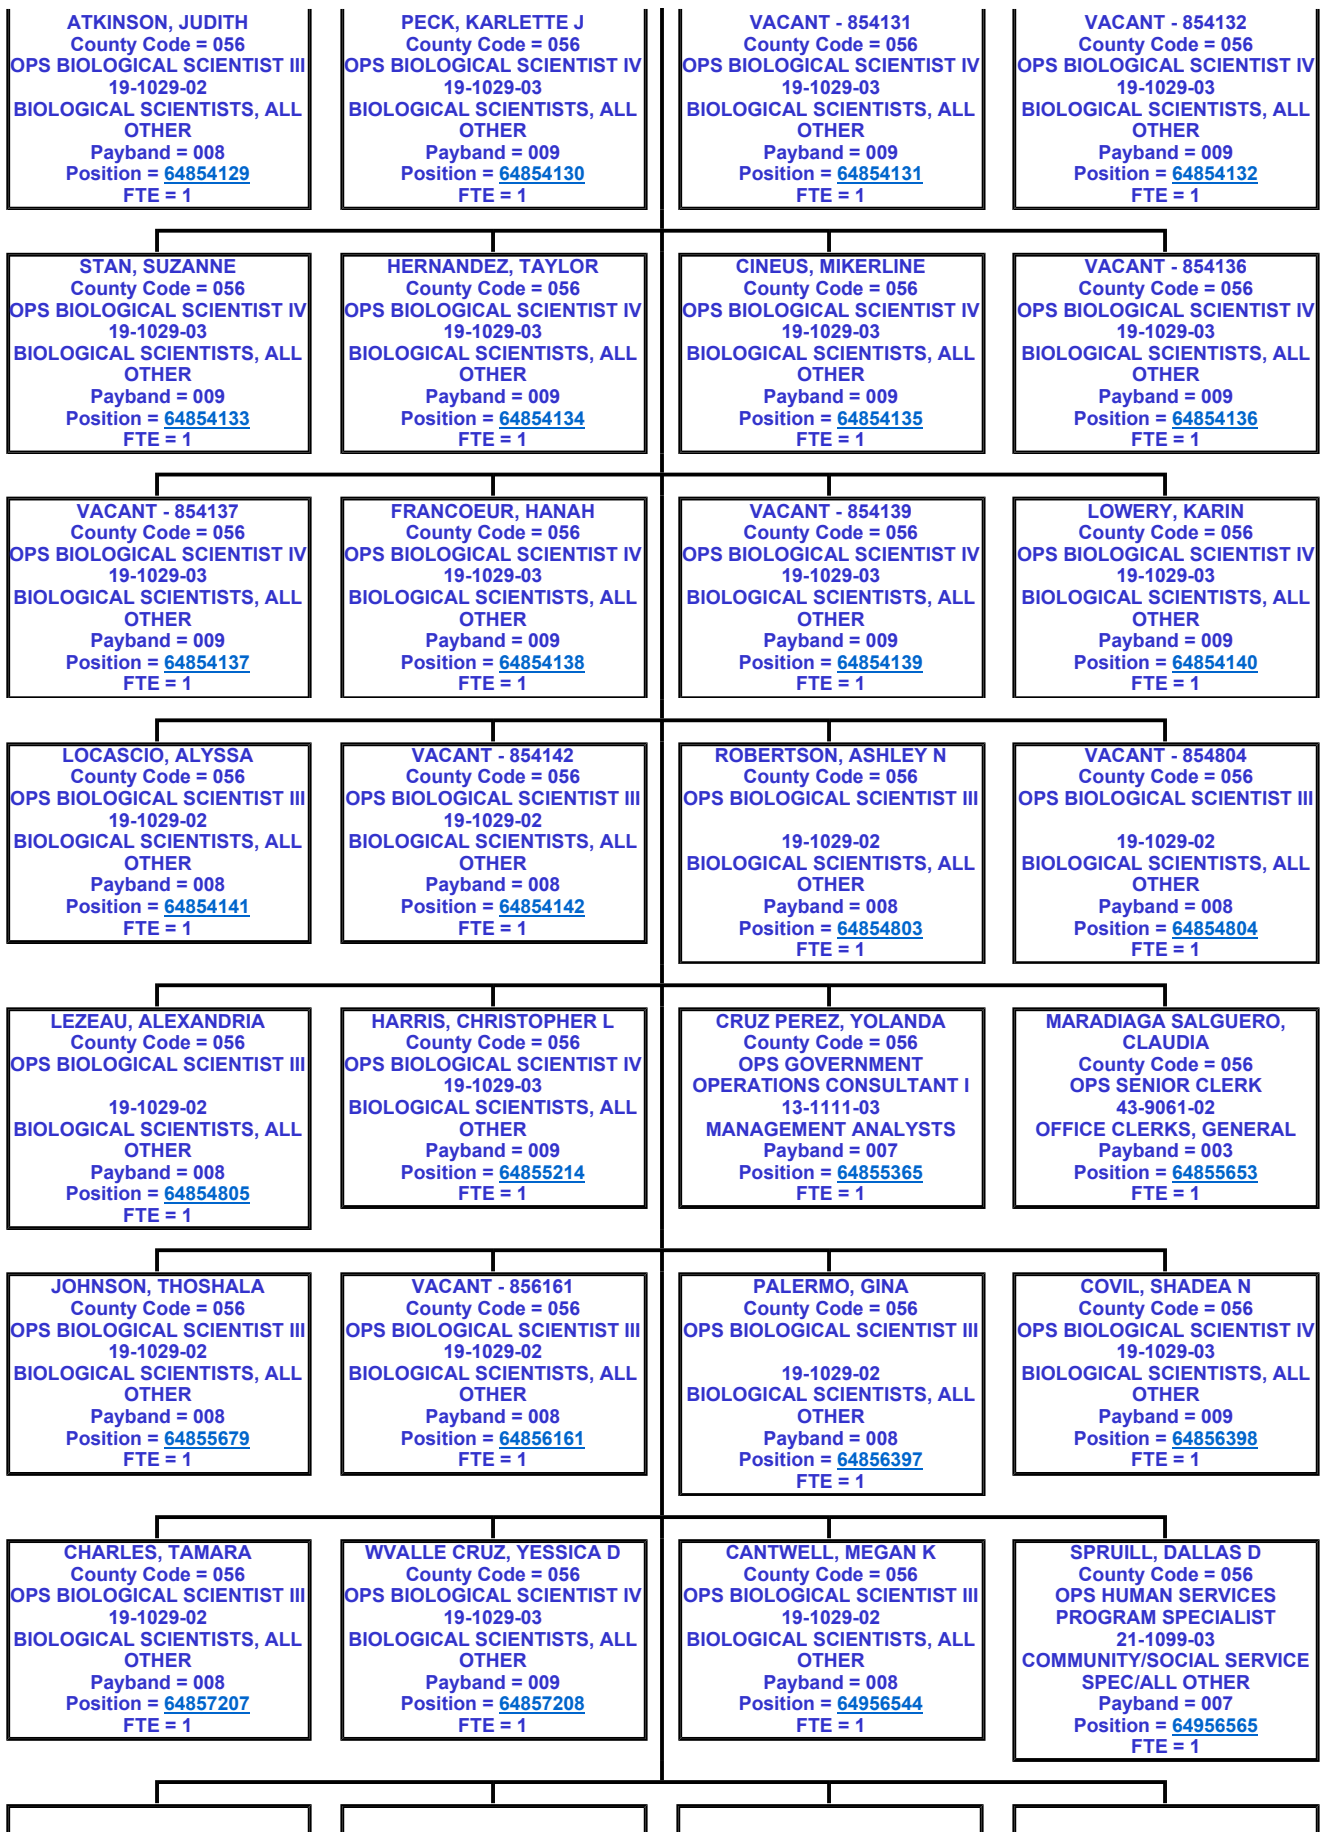 ATKINSON, JUDITH
County Code = 056
OPS BIOLOGICAL SCIENTIST III
19-1029-02
BIOLOGICAL SCIENTISTS, ALL
OTHER
Payband = 008
Position = 64854129
FTE = 1
PECK, KARLETTE J
County Code = 056
OPS BIOLOGICAL SCIENTIST IV
19-1029-03
BIOLOGICAL SCIENTISTS, ALL
OTHER
Payband = 009
Position = 64854130
FTE = 1
VACANT - 854131
County Code = 056
OPS BIOLOGICAL SCIENTIST IV
19-1029-03
BIOLOGICAL SCIENTISTS, ALL
OTHER
Payband = 009
Position = 64854131
FTE = 1
VACANT - 854132
County Code = 056
OPS BIOLOGICAL SCIENTIST IV
19-1029-03
BIOLOGICAL SCIENTISTS, ALL
OTHER
Payband = 009
Position = 64854132
FTE = 1
STAN, SUZANNE
County Code = 056
OPS BIOLOGICAL SCIENTIST IV
19-1029-03
BIOLOGICAL SCIENTISTS, ALL
OTHER
Payband = 009
Position = 64854133
FTE = 1
HERNANDEZ, TAYLOR
County Code = 056
OPS BIOLOGICAL SCIENTIST IV
19-1029-03
BIOLOGICAL SCIENTISTS, ALL
OTHER
Payband = 009
Position = 64854134
FTE = 1
CINEUS, MIKERLINE
County Code = 056
OPS BIOLOGICAL SCIENTIST IV
19-1029-03
BIOLOGICAL SCIENTISTS, ALL
OTHER
Payband = 009
Position = 64854135
FTE = 1
VACANT - 854136
County Code = 056
OPS BIOLOGICAL SCIENTIST IV
19-1029-03
BIOLOGICAL SCIENTISTS, ALL
OTHER
Payband = 009
Position = 64854136
FTE = 1
VACANT - 854137
County Code = 056
OPS BIOLOGICAL SCIENTIST IV
19-1029-03
BIOLOGICAL SCIENTISTS, ALL
OTHER
Payband = 009
Position = 64854137
FTE = 1
FRANCOEUR, HANAH
County Code = 056
OPS BIOLOGICAL SCIENTIST IV
19-1029-03
BIOLOGICAL SCIENTISTS, ALL
OTHER
Payband = 009
Position = 64854138
FTE = 1
VACANT - 854139
County Code = 056
OPS BIOLOGICAL SCIENTIST IV
19-1029-03
BIOLOGICAL SCIENTISTS, ALL
OTHER
Payband = 009
Position = 64854139
FTE = 1
LOWERY, KARIN
County Code = 056
OPS BIOLOGICAL SCIENTIST IV
19-1029-03
BIOLOGICAL SCIENTISTS, ALL
OTHER
Payband = 009
Position = 64854140
FTE = 1
LOCASCIO, ALYSSA
County Code = 056
OPS BIOLOGICAL SCIENTIST III
19-1029-02
BIOLOGICAL SCIENTISTS, ALL
OTHER
Payband = 008
Position = 64854141
FTE = 1
VACANT - 854142
County Code = 056
OPS BIOLOGICAL SCIENTIST III
19-1029-02
BIOLOGICAL SCIENTISTS, ALL
OTHER
Payband = 008
Position = 64854142
FTE = 1
ROBERTSON, ASHLEY N
County Code = 056
OPS BIOLOGICAL SCIENTIST III
19-1029-02
BIOLOGICAL SCIENTISTS, ALL
OTHER
Payband = 008
Position = 64854803
FTE = 1
VACANT - 854804
County Code = 056
OPS BIOLOGICAL SCIENTIST III
19-1029-02
BIOLOGICAL SCIENTISTS, ALL
OTHER
Payband = 008
Position = 64854804
FTE = 1
LEZEAU, ALEXANDRIA
County Code = 056
OPS BIOLOGICAL SCIENTIST III
19-1029-02
BIOLOGICAL SCIENTISTS, ALL
OTHER
Payband = 008
Position = 64854805
FTE = 1
HARRIS, CHRISTOPHER L
County Code = 056
OPS BIOLOGICAL SCIENTIST IV
19-1029-03
BIOLOGICAL SCIENTISTS, ALL
OTHER
Payband = 009
Position = 64855214
FTE = 1
CRUZ PEREZ, YOLANDA
County Code = 056
OPS GOVERNMENT
OPERATIONS CONSULTANT I
13-1111-03
MANAGEMENT ANALYSTS
Payband = 007
Position = 64855365
FTE = 1
MARADIAGA SALGUERO,
CLAUDIA
County Code = 056
OPS SENIOR CLERK
43-9061-02
OFFICE CLERKS, GENERAL
Payband = 003
Position = 64855653
FTE = 1
JOHNSON, THOSHALA
County Code = 056
OPS BIOLOGICAL SCIENTIST III
19-1029-02
BIOLOGICAL SCIENTISTS, ALL
OTHER
Payband = 008
Position = 64855679
FTE = 1
VACANT - 856161
County Code = 056
OPS BIOLOGICAL SCIENTIST III
19-1029-02
BIOLOGICAL SCIENTISTS, ALL
OTHER
Payband = 008
Position = 64856161
FTE = 1
PALERMO, GINA
County Code = 056
OPS BIOLOGICAL SCIENTIST III
19-1029-02
BIOLOGICAL SCIENTISTS, ALL
OTHER
Payband = 008
Position = 64856397
FTE = 1
COVIL, SHADEA N
County Code = 056
OPS BIOLOGICAL SCIENTIST IV
19-1029-03
BIOLOGICAL SCIENTISTS, ALL
OTHER
Payband = 009
Position = 64856398
FTE = 1
CHARLES, TAMARA
County Code = 056
OPS BIOLOGICAL SCIENTIST III
19-1029-02
BIOLOGICAL SCIENTISTS, ALL
OTHER
Payband = 008
Position = 64857207
FTE = 1
WVALLE CRUZ, YESSICA D
County Code = 056
OPS BIOLOGICAL SCIENTIST IV
19-1029-03
BIOLOGICAL SCIENTISTS, ALL
OTHER
Payband = 009
Position = 64857208
FTE = 1
CANTWELL, MEGAN K
County Code = 056
OPS BIOLOGICAL SCIENTIST III
19-1029-02
BIOLOGICAL SCIENTISTS, ALL
OTHER
Payband = 008
Position = 64956544
FTE = 1
SPRUILL, DALLAS D
County Code = 056
OPS HUMAN SERVICES
PROGRAM SPECIALIST
21-1099-03
COMMUNITY/SOCIAL SERVICE
SPEC/ALL OTHER
Payband = 007
Position = 64956565
FTE = 1